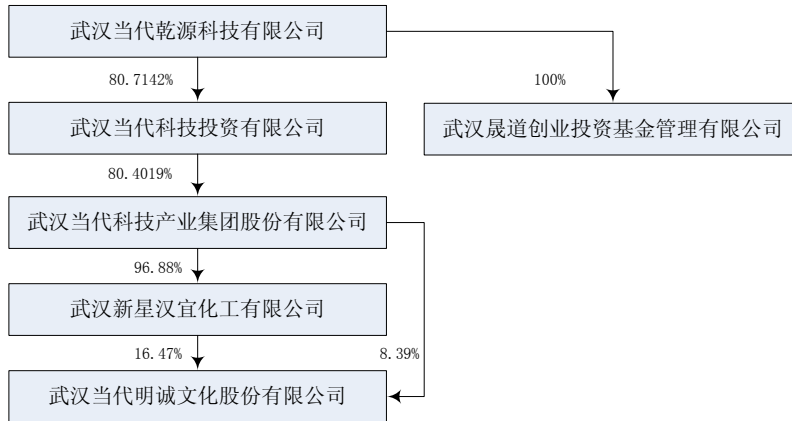 武汉当代乾源科技有限公司
80.7142%
100%
武汉当代科技投资有限公司
武汉晟道创业投资基金管理有限公司
80.4019%
武汉当代科技产业集团股份有限公司
96.88%
武汉新星汉宜化工有限公司
16.47%
8.39%
武汉当代明诚文化股份有限公司